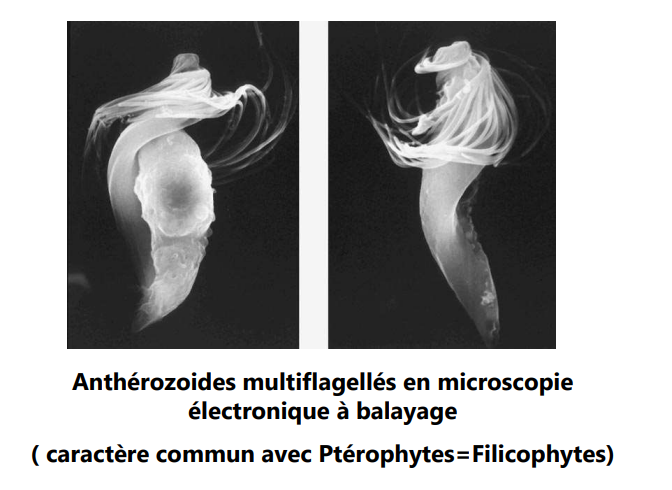 Anthérozoides multiflagellés en microscopie
électronique à balayage
( caractère commun avec Ptérophytes=Filicophytes)